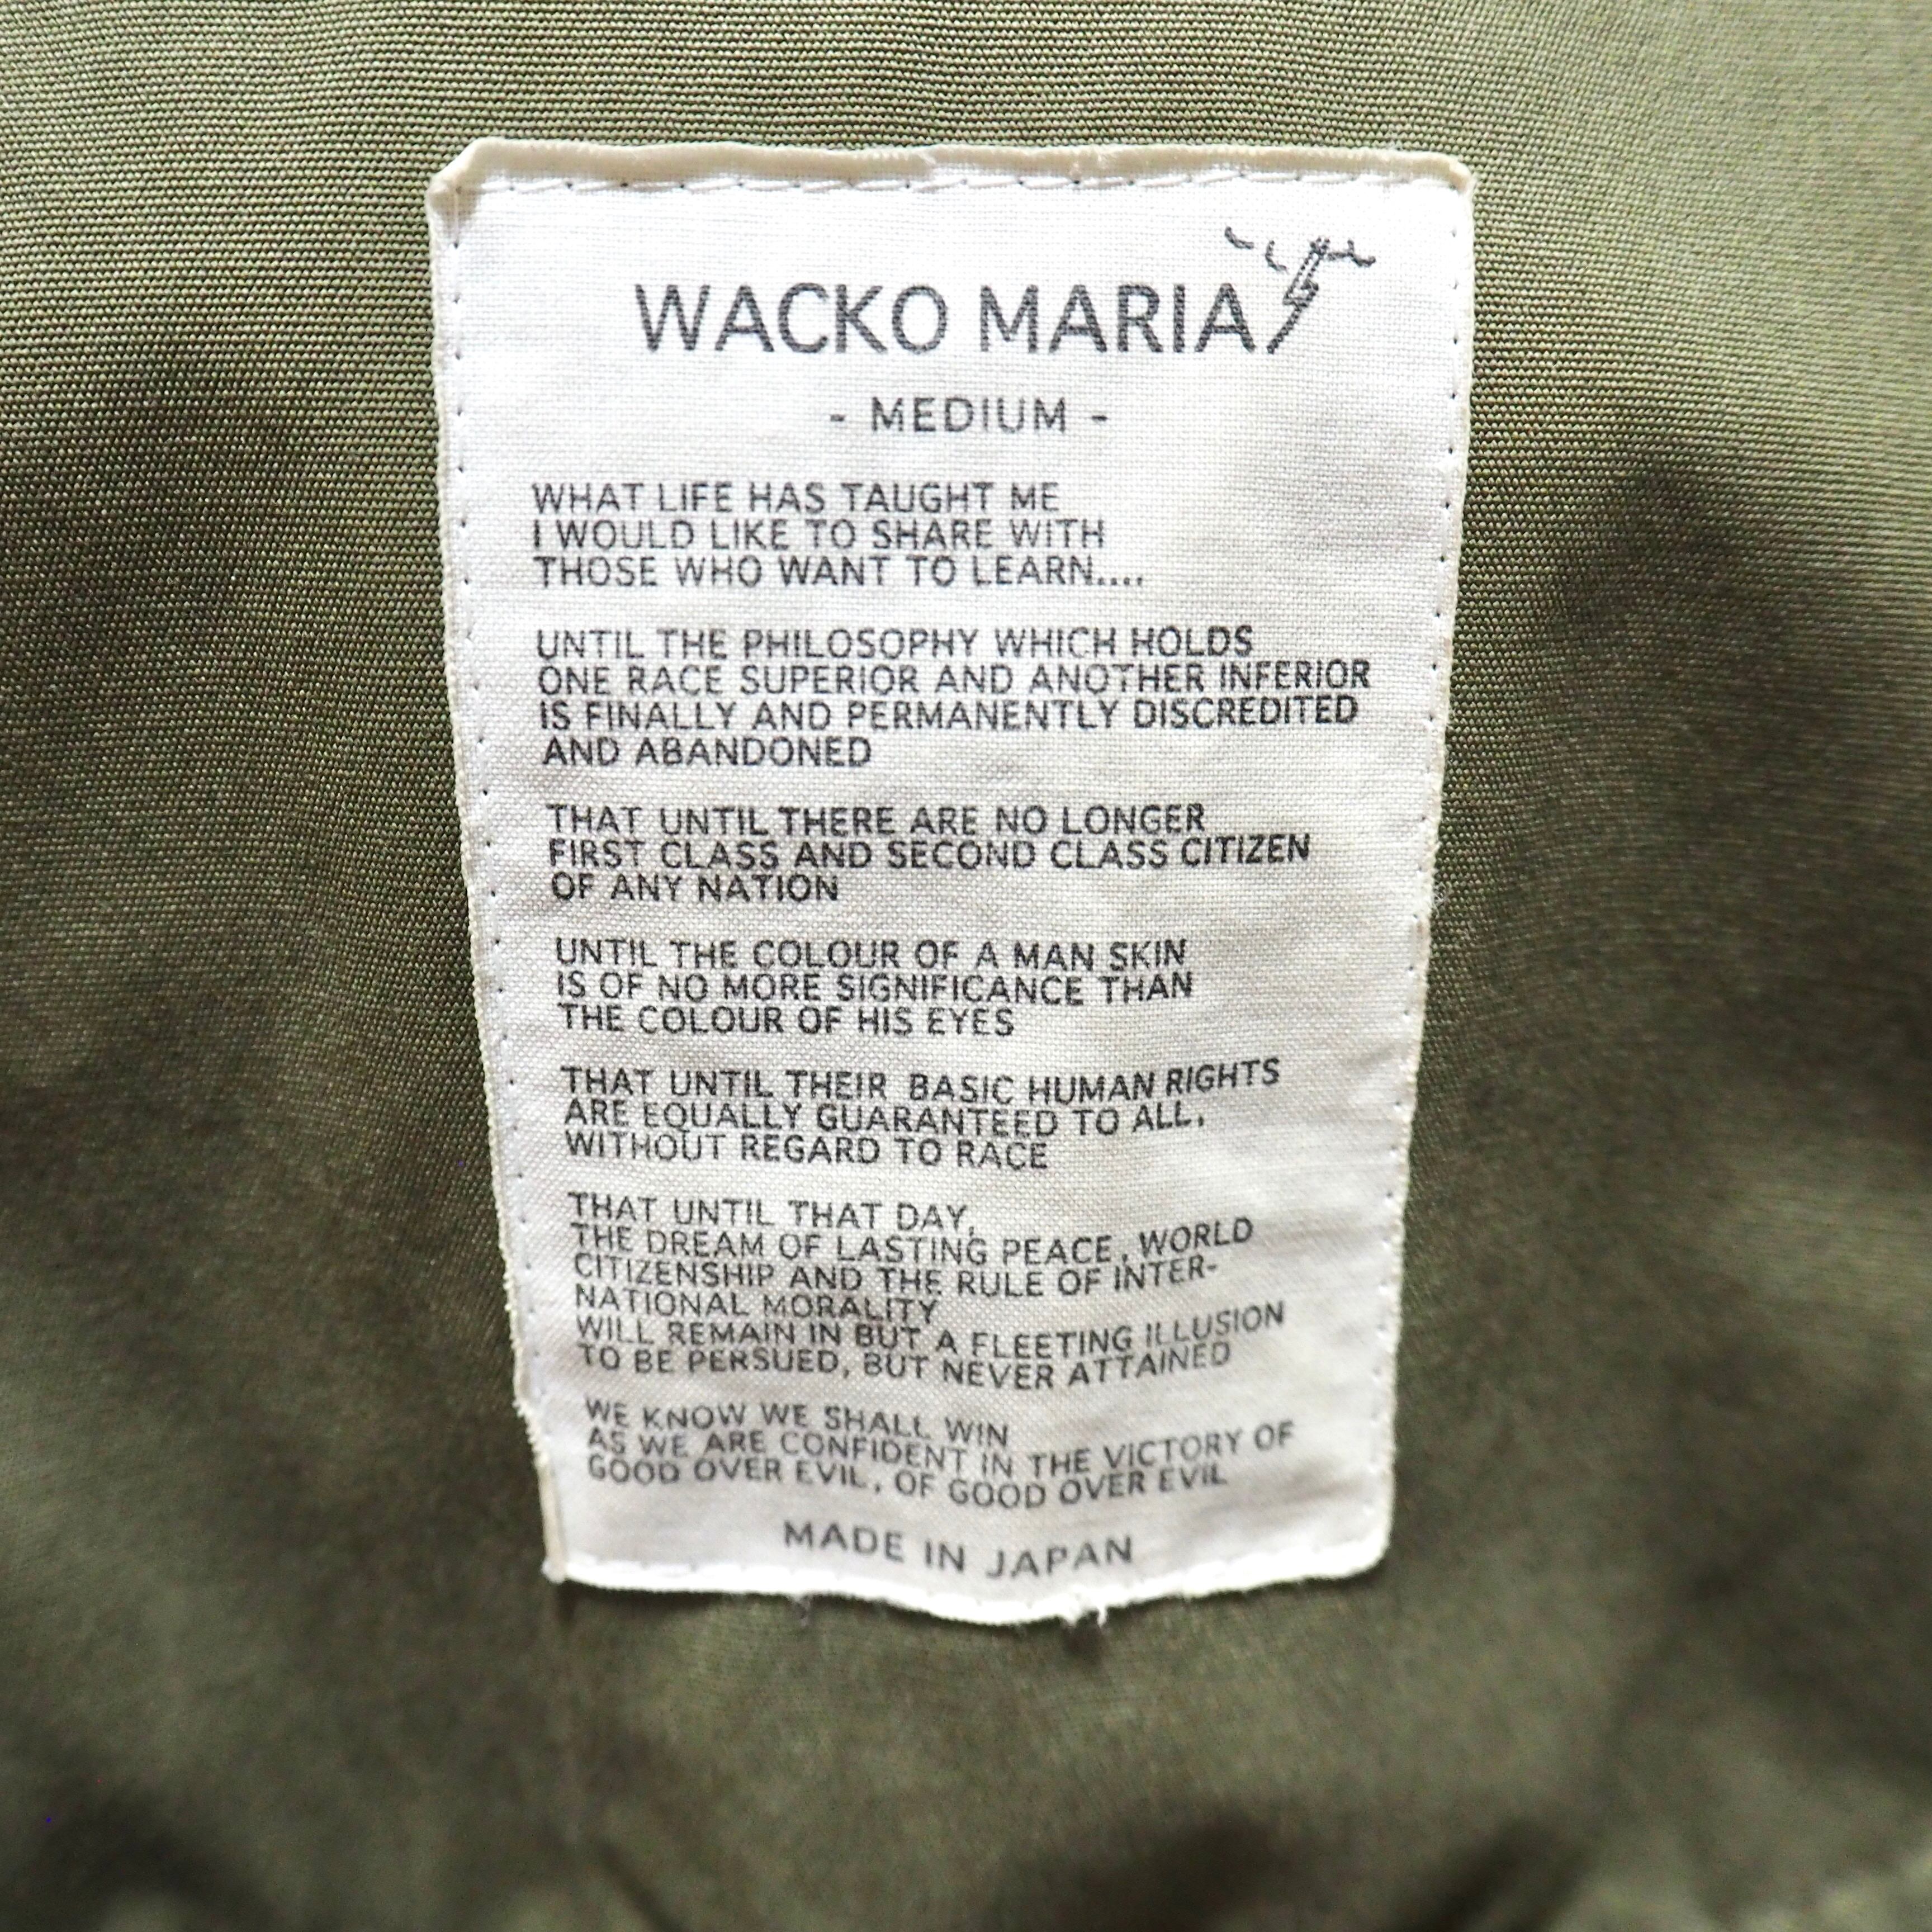 WACKO MARIA
- MEDIUM -
WHAT LIFE HAS TAUGHT ME
I WOULD LIKE TO SHARE WITH
THOSE WHO WANT TO LEARN....
UNTIL THE PHILOSOPHY WHICH HOLDS
ONE RACE SUPERIOR AND ANOTHER INFERIOR
IS FINALLY AND PERMANENTLY DISCREDITED
AND ABANDONED
THAT UNTIL THERE ARE NO LONGER
FIRST CLASS AND SECOND CLASS CITIZEN
OF ANY NATION
UNTIL THE COLOUR OF A MAN SKIN
IS OF NO MORE SIGNIFICANCE THAN
THE COLOUR OF HIS EYES
THAT UNTIL THEIR BASIC HUMAN RIGHTS
ARE EQUALLY GUARANTEED TO ALL,
WITHOUT REGARD TO RACE
THAT UNTIL THAT DAY,
THE DREAM OF LASTING PEACE, WORLD
CITIZENSHIP AND THE RULE OF INTER-
NATIONAL MORALITY
WILL REMAIN IN BUT A FLEETING ILLUSION
TO BE PERSUED, BUT NEVER ATTAINED
WE KNOW WE SHALL WIN
AS WE ARE CONFIDENT IN THE VICTORY OF
GOOD OVER EVIL, OF GOOD OVER EVIL
MADE IN JAPAN